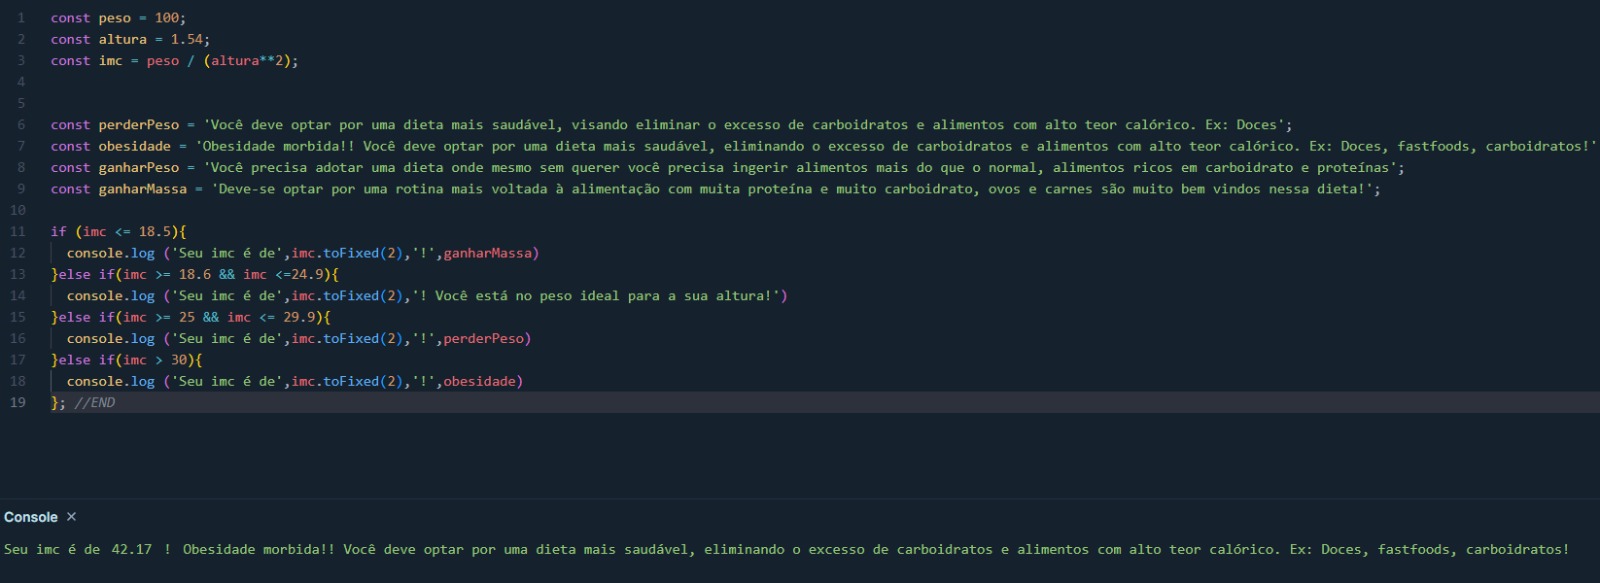 1 const peso = 100;
2 const altura = 1.54;
3 const imc = peso / (altura**2);
4
5
6 const perderPeso = 'Você deve optar por uma dieta mais saudável, visando eliminar o excesso de carboidratos e alimentos com alto teor calórico. Ex: Doces';
7 const obesidade = 'Obesidade morbida!! Você deve optar por uma dieta mais saudável, eliminando o excesso de carboidratos e alimentos com alto teor calórico. Ex: Doces, fastfoods, carboidratos!'
8 const ganharPeso = 'Você precisa adotar uma dieta onde mesmo sem querer você precisa ingerir alimentos mais do que o normal, alimentos ricos em carboidrato e proteínas';
9 const ganharMassa = 'Deve-se optar por uma rotina mais voltada à alimentação com muita proteína e muito carboidrato, ovos e carnes são muito bem vindos nessa dieta!';
10
11 if (imc <= 18.5){
12 console.log ('Seu imc é de',imc.toFixed(2),'!',ganharMassa)
13 }else if(imc >= 18.6 && imc <=24.9){
14 console.log ('Seu imc é de',imc.toFixed(2),'! Você está no peso ideal para a sua altura!')
15 }else if(imc >= 25 && imc <= 29.9){
16 console.log ('Seu imc é de',imc.toFixed(2),'!',perderPeso)
17 }else if(imc > 30){
18 console.log ('Seu imc é de',imc.toFixed(2),'!',obesidade)
19 }; //END
Console ×
Seu imc é de 42.17 ! Obesidade morbida!! Você deve optar por uma dieta mais saudável, eliminando o excesso de carboidratos e alimentos com alto teor calórico. Ex: Doces, fastfoods, carboidratos!